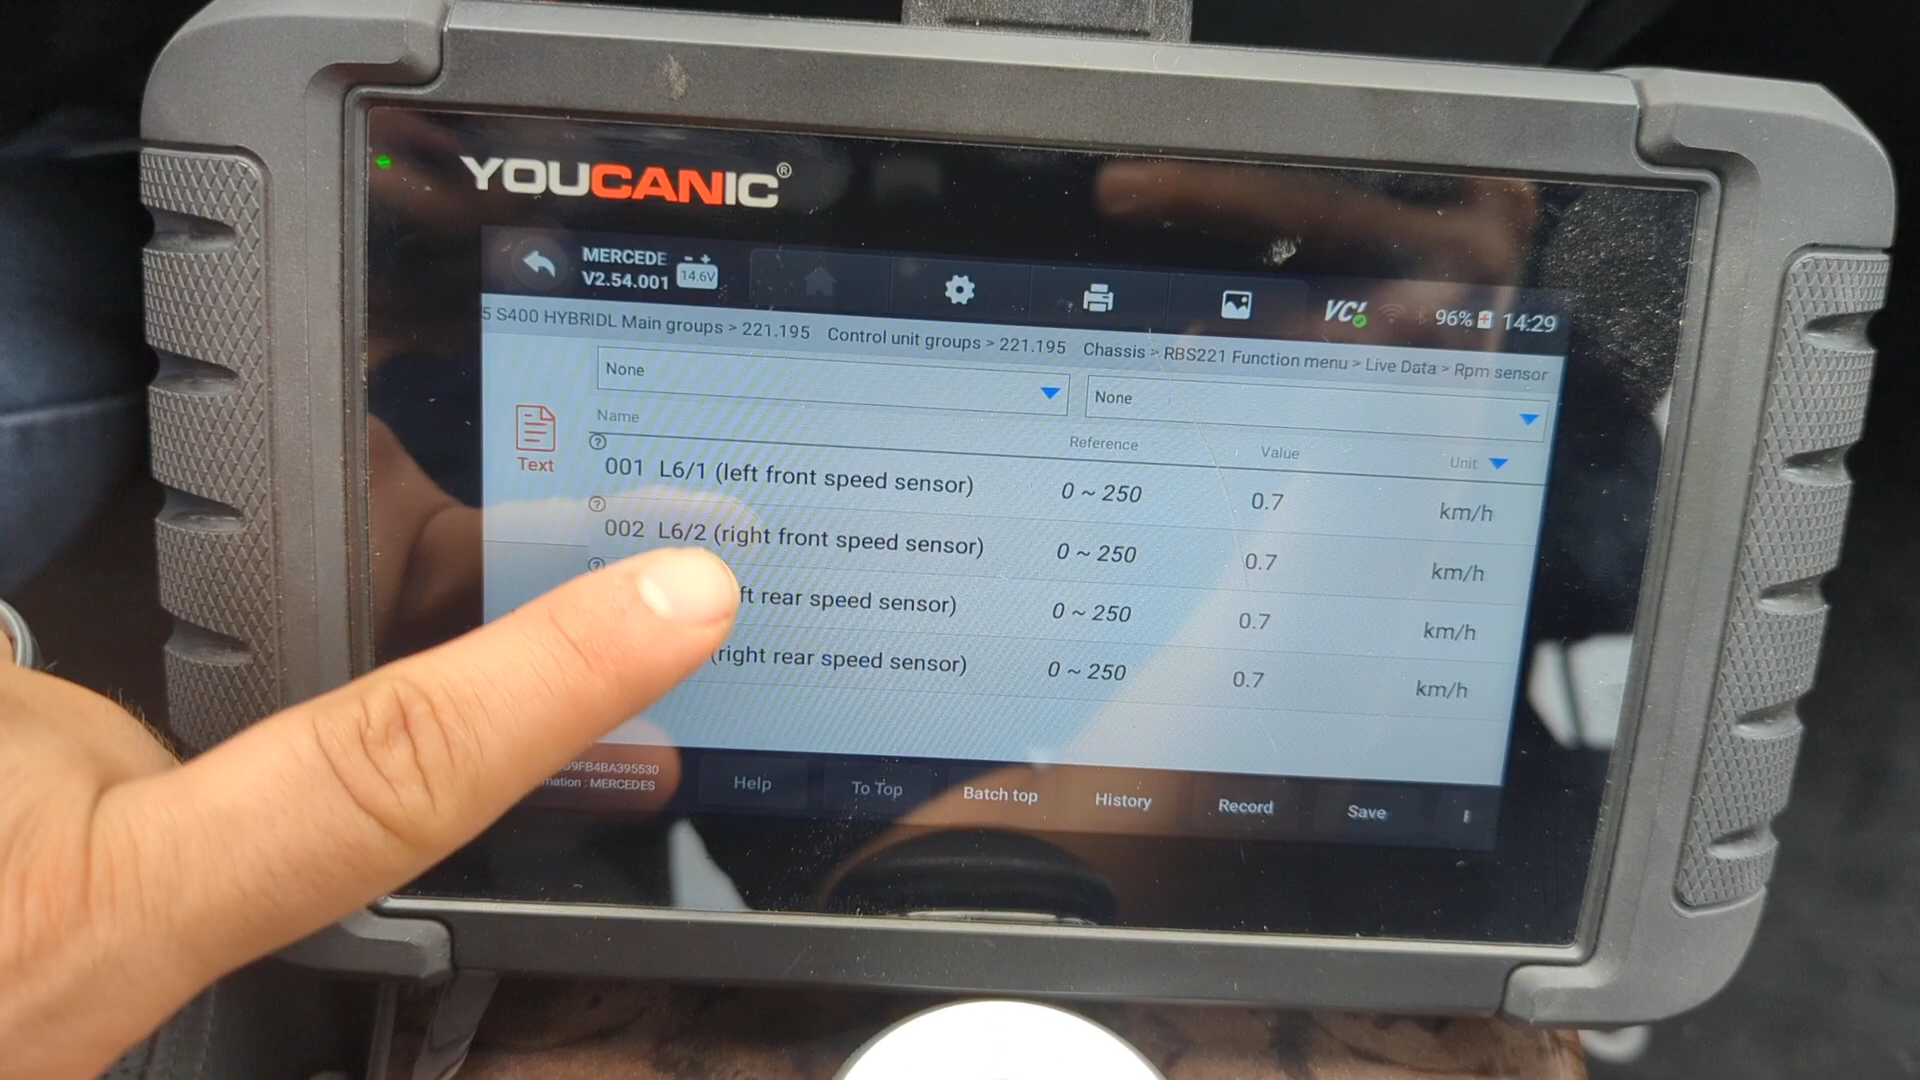 YOUCANIC®
MERCEDE
V2.54.001
14.6V
VCI
96%
14:29
5 S400 HYBRIDL Main groups > 221.195 Control unit groups > 221.195 Chassis > RBS221 Function menu > Live Data > Rpm sensor
None
None
Text
Name
Reference
Value
Unit
001 L6/1 (left front speed sensor) 0 ~ 250 0.7 km/h
002 L6/2 (right front speed sensor) 0 ~ 250 0.7 km/h
ft rear speed sensor) 0 ~ 250 0.7 km/h
(right rear speed sensor) 0 ~ 250 0.7 km/h
G9FB4BA395530
mation : MERCEDES
Help
To Top
Batch top
History
Record
Save